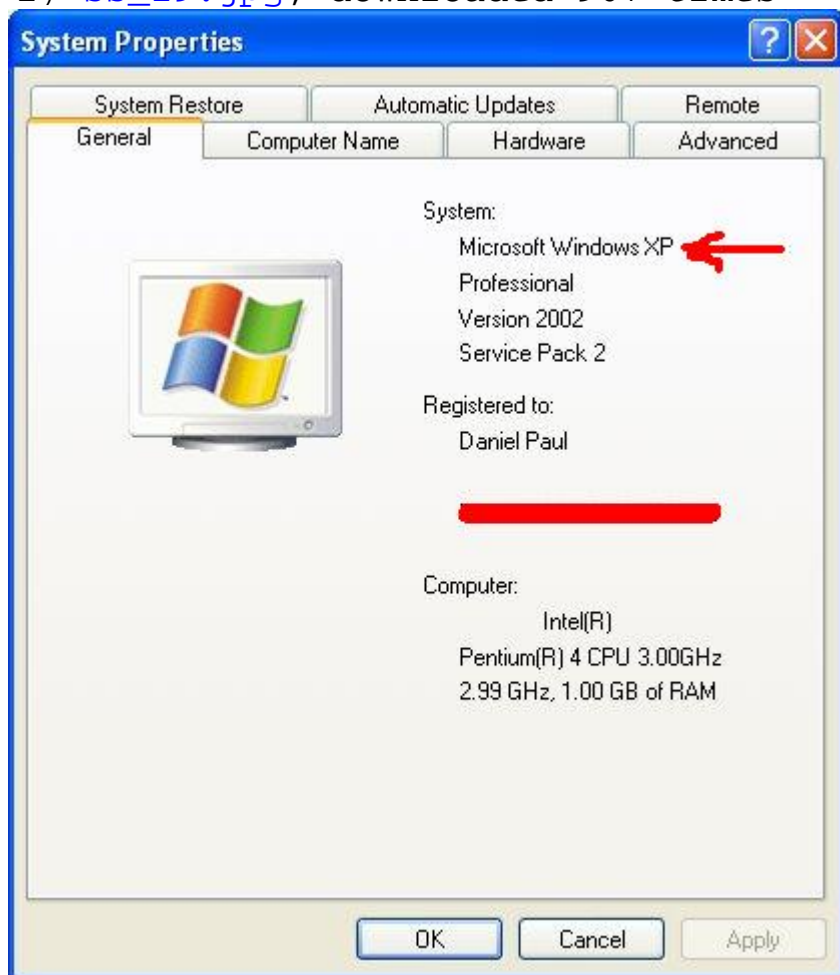 System Properties
System Restore Automatic Updates Remote
General Computer Name Hardware Advanced
System:
Microsoft Windows XP
Professional
Version 2002
Service Pack 2
Registered to:
Daniel Paul
Computer:
Intel(R)
Pentium(R) 4 CPU 3.00GHz
2.99 GHz, 1.00 GB of RAM
OK Cancel Apply